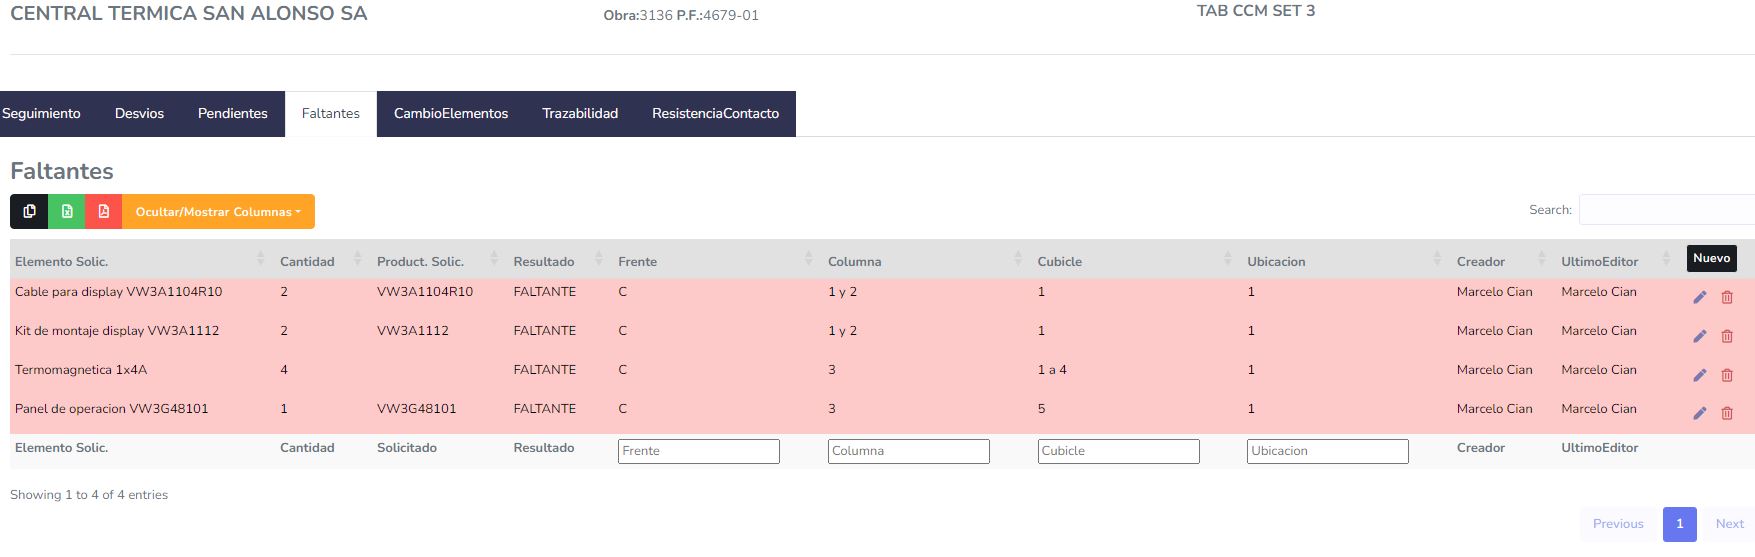 CENTRAL TERMICA SAN ALONSO SA Obra:3136 P.F.:4679-01 TAB CCM SET 3
Seguimiento Desvios Pendientes Faltantes CambioElementos Trazabilidad ResistenciaContacto
Faltantes
Ocultar/Mostrar Columnas Search:
Elemento Solic. Cantidad Product. Solic. Resultado Frente Columna Cubicle Ubicacion Creador UltimoEditor Nuevo
Cable para display VW3A1104R10 2 VW3A1104R10 FALTANTE C 1 y 2 1 1 Marcelo Cian Marcelo Cian
Kit de montaje display VW3A1112 2 VW3A1112 FALTANTE C 1 y 2 1 1 Marcelo Cian Marcelo Cian
Termomagnetica 1x4A 4 FALTANTE C 3 1 a 4 1 Marcelo Cian Marcelo Cian
Panel de operacion VW3G48101 1 VW3G48101 FALTANTE C 3 5 1 Marcelo Cian Marcelo Cian
Elemento Solic. Cantidad Solicitado Resultado Frente Columna Cubicle Ubicacion Creador UltimoEditor
Showing 1 to 4 of 4 entries
Previous 1 Next